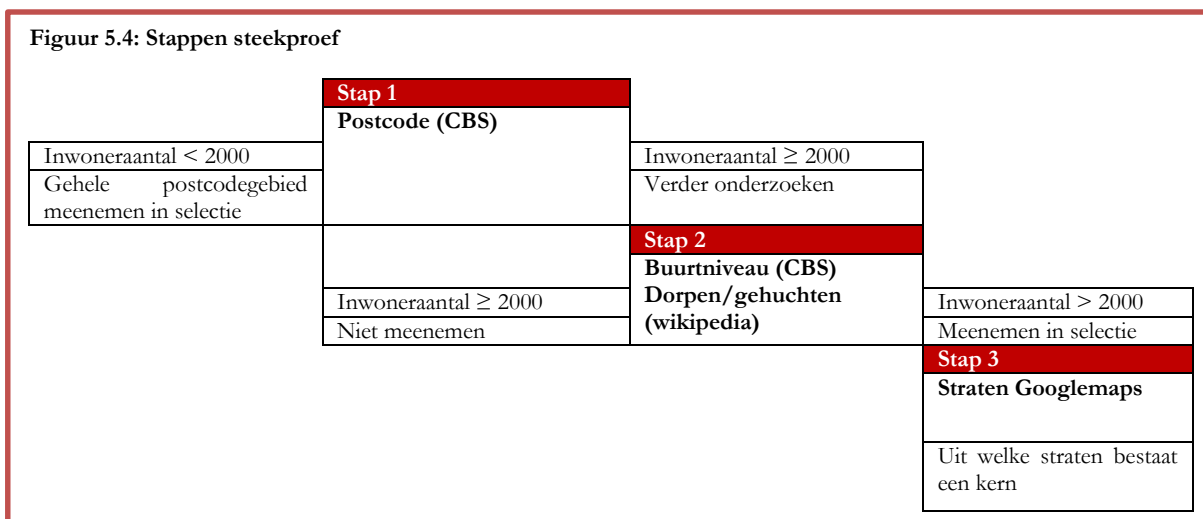 Figuur 5.4: Stappen steekproef
Stap 1
Postcode (CBS)
Inwoneraantal < 2000
Gehele postcodegebied
meenemen in selectie
Inwoneraantal ≥ 2000
Verder onderzoeken
Stap 2
Buurtniveau (CBS)
Dorpen/gehuchten
(wikipedia)
Inwoneraantal ≥ 2000
Niet meenemen
Inwoneraantal > 2000
Meenemen in selectie
Stap 3
Straten Googlemaps
Uit welke straten bestaat
een kern